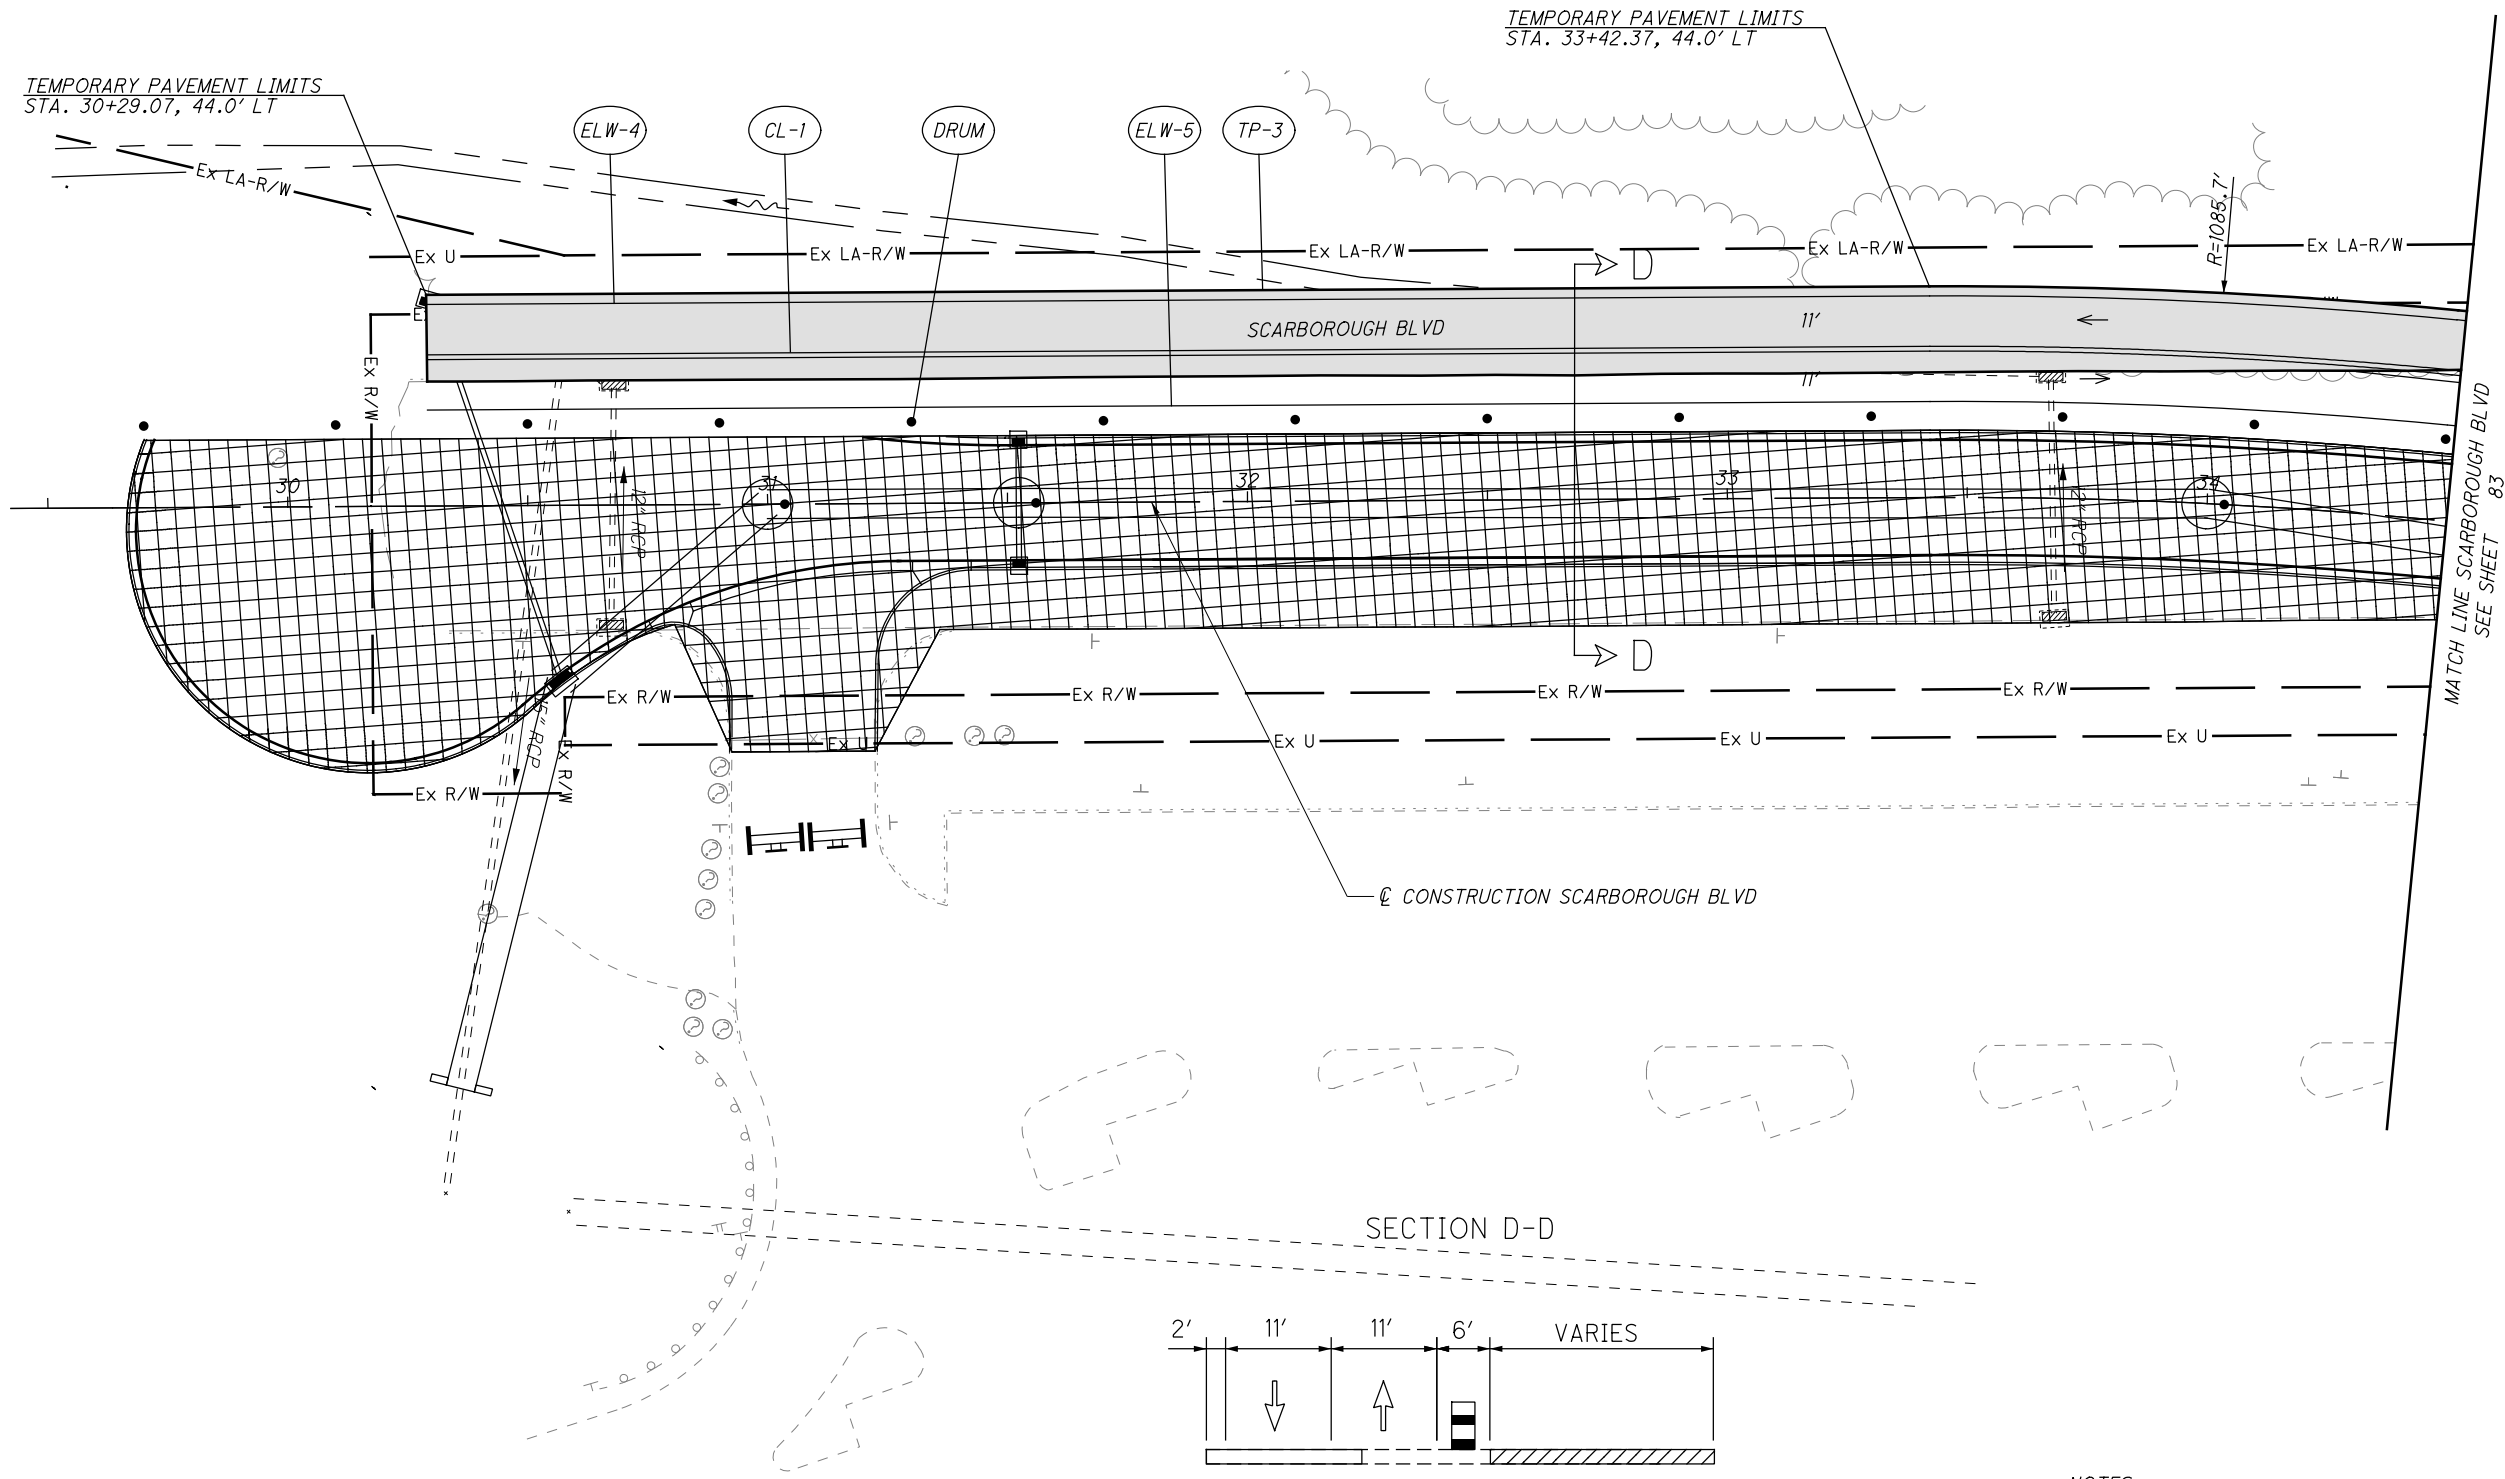 TEMPORARY PAVEMENT LIMITS
STA. 33+42.37, 44.0' LT
TEMPORARY PAVEMENT LIMITS
STA. 30+29.07, 44.0' LT
ELW-4
CL-1
DRUM
ELW-5
TP-3
Ex LA-R/W
R=1085.7'
Ex U
Ex LA-R/W
Ex LA-R/W
Ex LA-R/W
Ex LA-R/W
D
SCARBOROUGH BLVD
11'
11'
Ex R/W
30
31
32
33
34
12" RCP
12" RCP
MATCH LINE SCARBOROUGH BLVD
SEE SHEET 83
D
Ex R/W
Ex R/W
Ex R/W
Ex R/W
15" RCP
Ex U
Ex U
Ex U
Ex U
Ex R/W
Ex R/W
℄ CONSTRUCTION SCARBOROUGH BLVD
SECTION D-D
2'
11'
11'
6'
VARIES